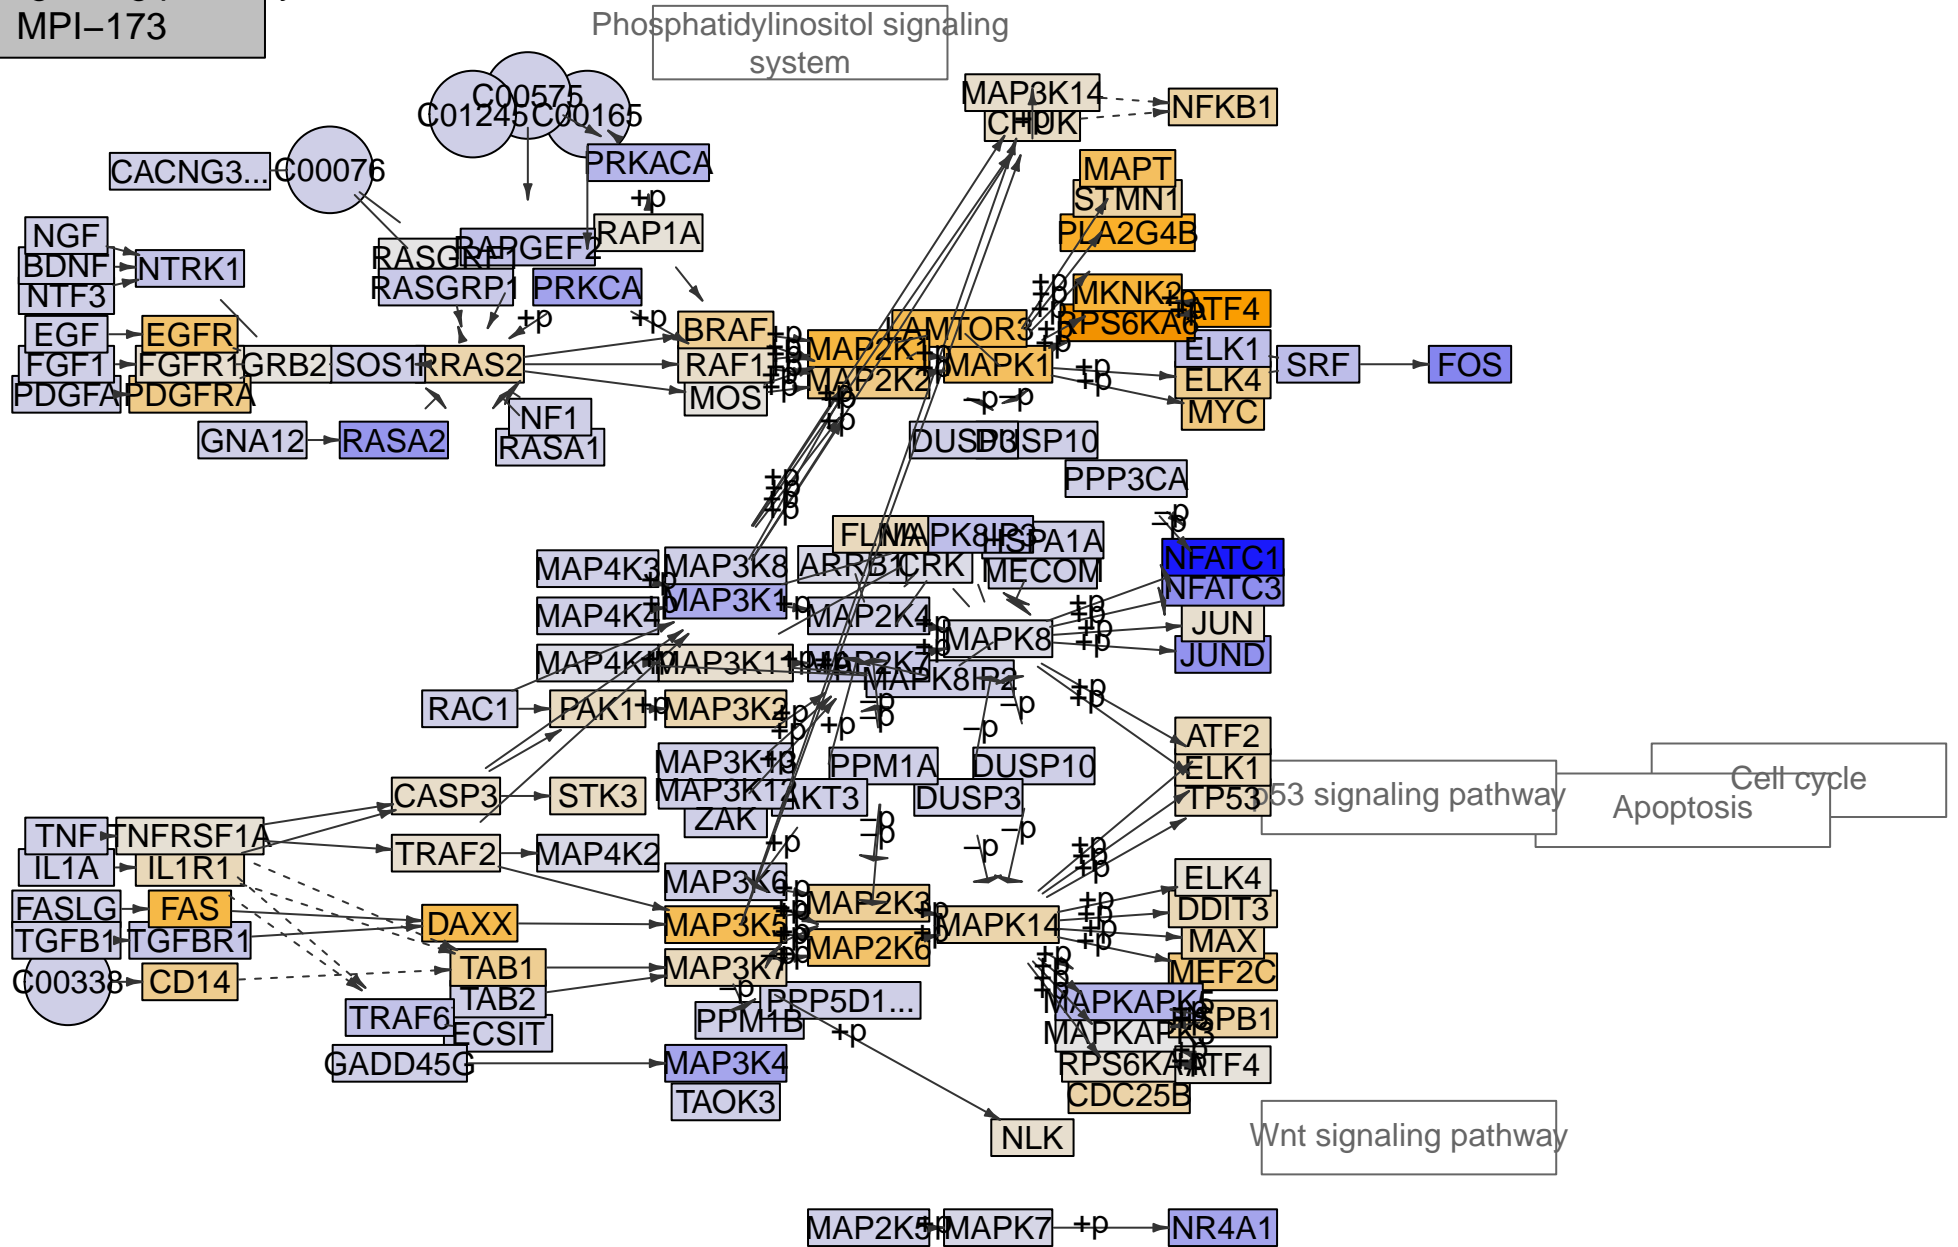 MPI−173
Phosphatidylinositol signaling
system
C00575
C01245
C00165
MAP3K14
NFKB1
CHUK
+p
CACNG3...
C00076
PRKACA
MAPT
STMN1
+p
RAP1A
PLA2G4B
NGF
BDNF
NTF3
NTRK1
RAPGEF2
RASGRF1
RASGRP1
PRKCA
MKNK2
ATF4
RPS6KA6
+p
+p
EGF
EGFR
BRAF
LAMTOR3
MAP2K1
ELK1
FGF1
FGFR1
GRB2
SOS1
RRAS2
RAF1
MAPK1
SRF
FOS
PDGFA
PDGFRA
MOS
MAP2K2
ELK4
MYC
+p
+p
NF1
RASA1
−p
−p
GNA12
RASA2
DUSP3
DUSP10
PPP3CA
+p
+p
−p
−p
FLNA
MAPK8IP3
HSPA1A
MAP4K3
MAP3K8
ARRB1
CRK
MECOM
NFATC1
NFATC3
MAP4K4
MAP3K1
+p
MAP2K4
MAPK8
+p
+p
JUN
JUND
MAP3K11
MAP2K7
MAPK8IP2
RAC1
PAK1
+p
MAP3K2
−p
−p
−p
+p
+p
ATF2
ELK1
TP53
MAP3K13
MAP3K12
ZAK
AKT3
PPM1A
DUSP10
DUSP3
p53 signaling pathway
Cell cycle
Apoptosis
CASP3
STK3
TNF
TNFRSF1A
IL1A
IL1R1
TRAF2
MAP4K2
+p
−p
−p
−p
−p
+p
+p
MAP3K6
ELK4
DDIT3
MAX
MEF2C
FASLG
FAS
TGFB1
TGFBR1
DAXX
MAP3K5
MAP2K3
MAP2K6
MAPK14
+p
+p
+p
+p
C00338
CD14
TAB1
TAB2
MAP3K7
−p
PPP5D1...
PPM1B
TRAF6
ECSIT
+p
HSPB1
MAPKAPK3
GADD45G
MAP3K4
TAOK3
ATF4
CDC25B
NLK
Wnt signaling pathway
MAP2K5
+p
MAPK7
+p
NR4A1